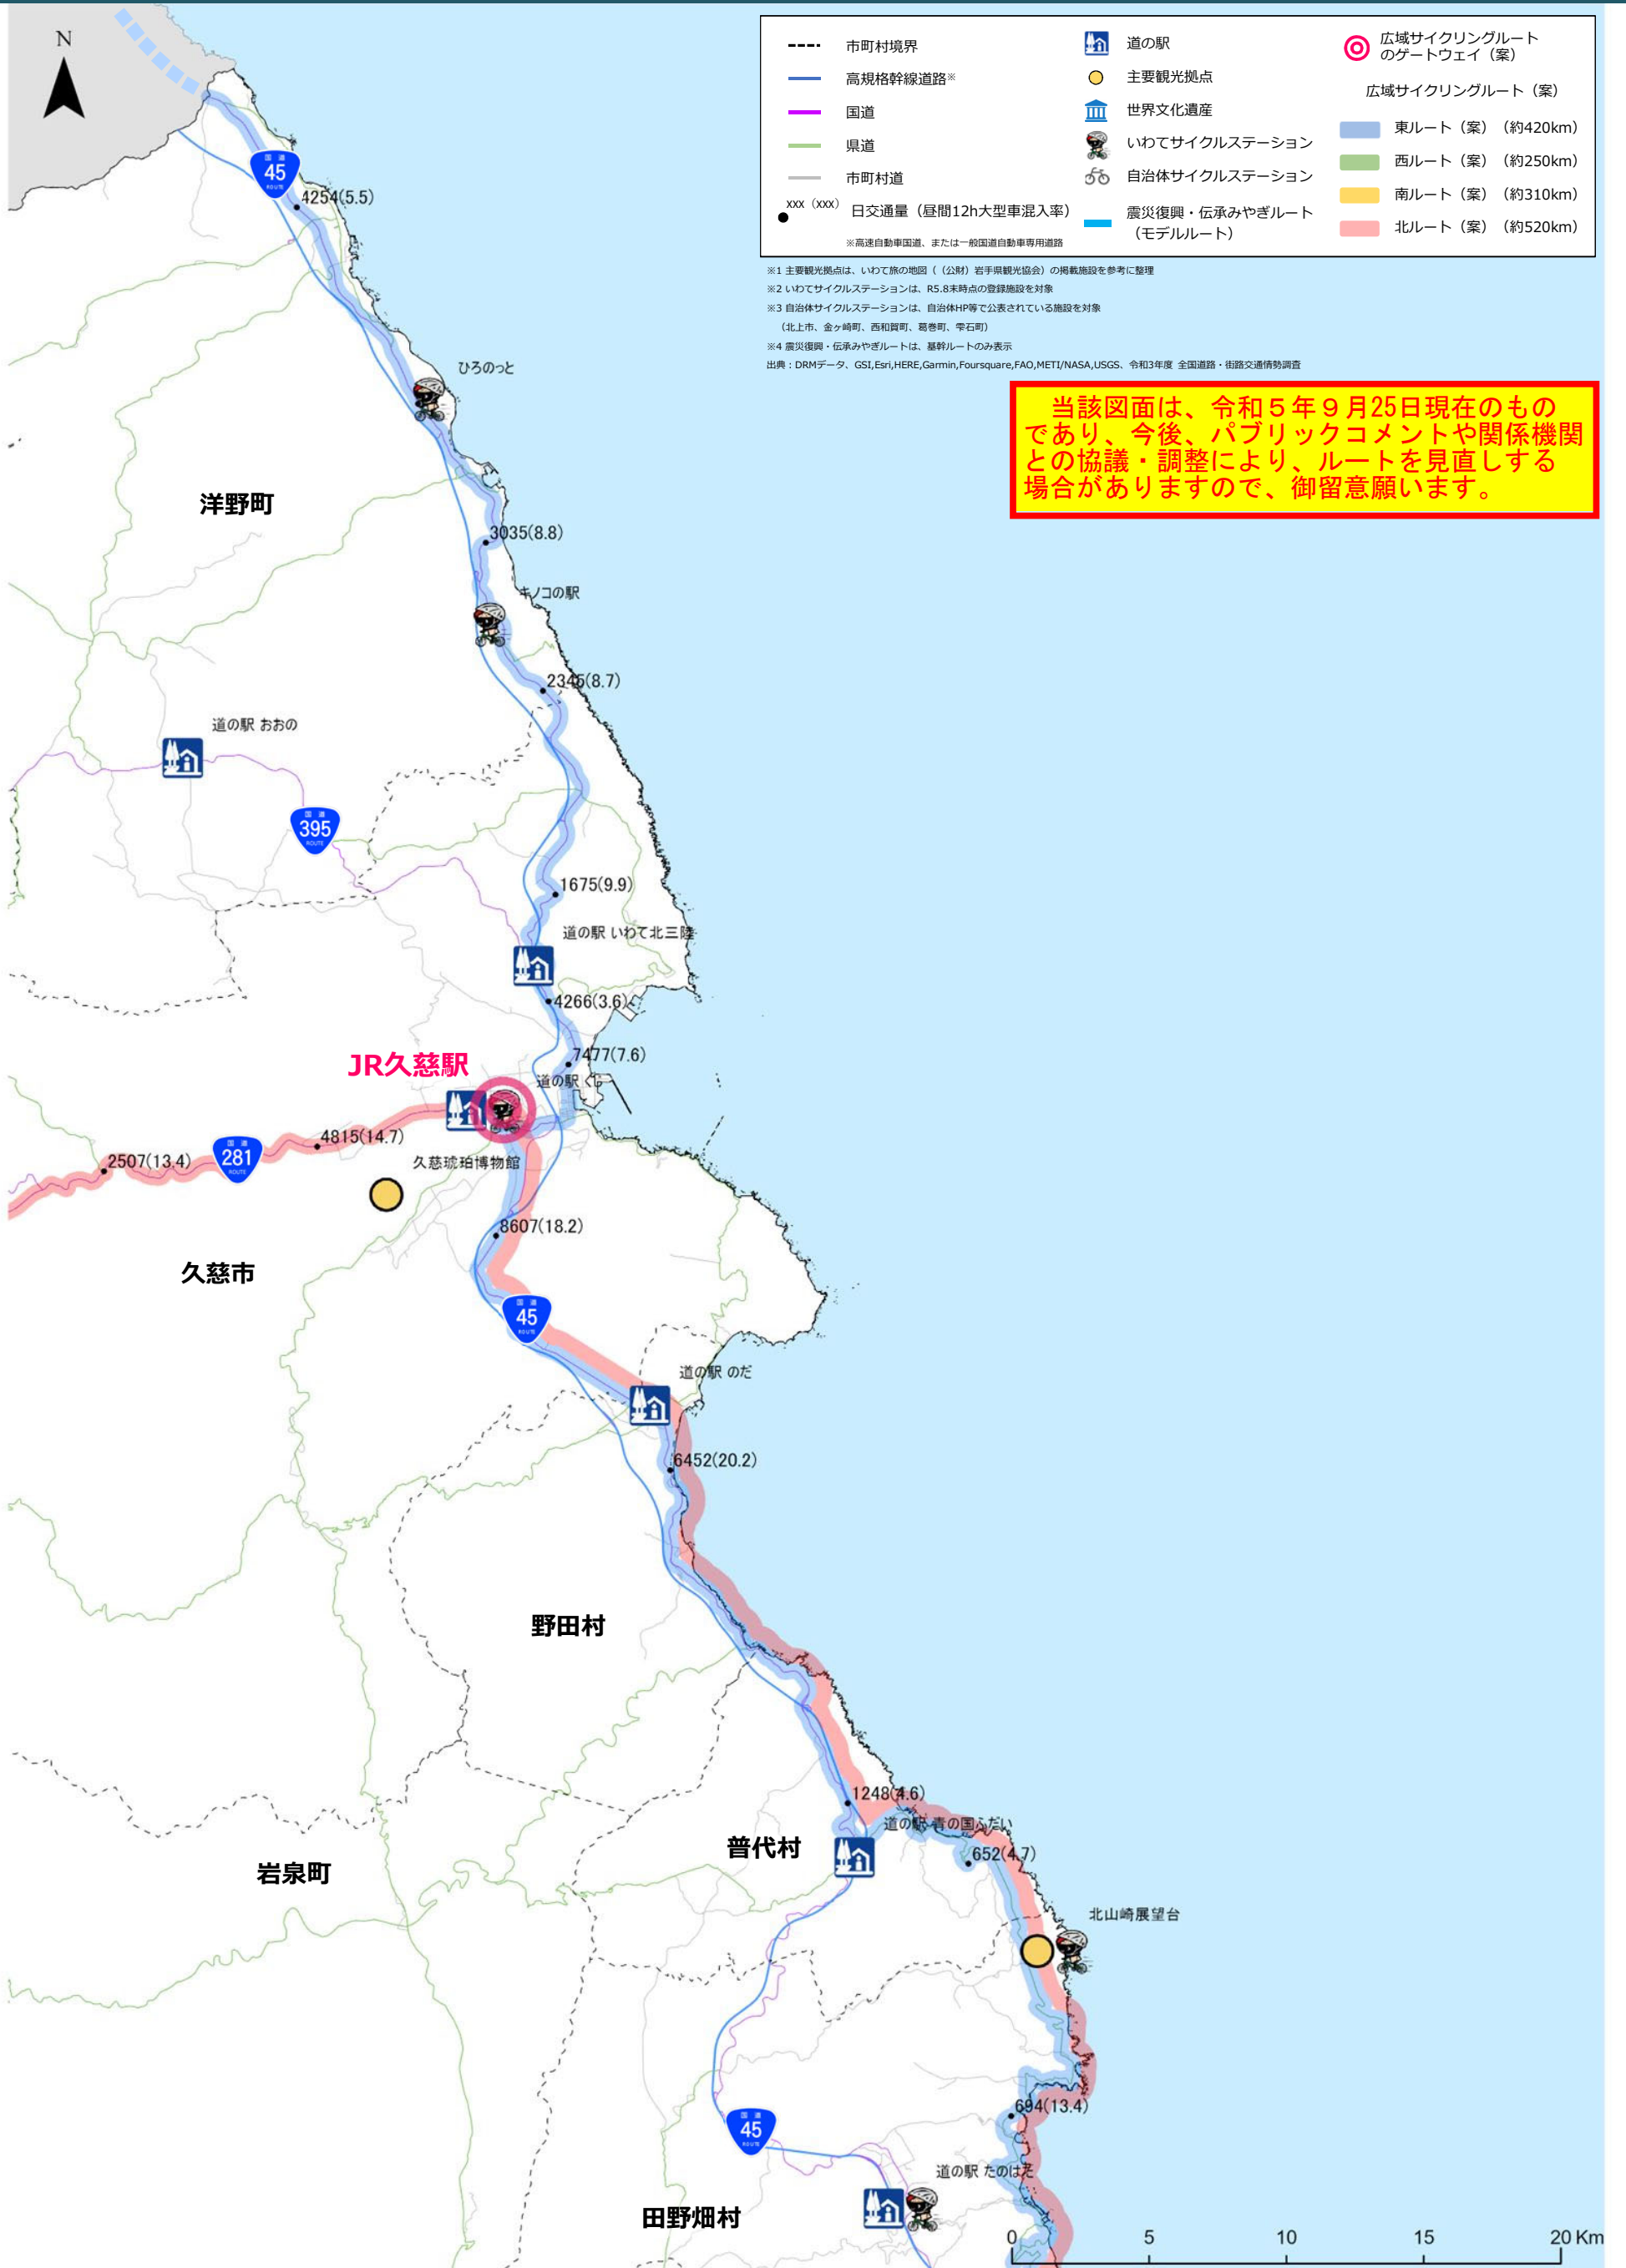 N
市町村境界
高規格幹線道路※
国道
県道
市町村道
xxx（xxx）
日交通量（昼間12h大型車混入率）
※高速自動車国道、または一般国道自動車専用道路
道の駅
主要観光拠点
世界文化遺産
いわてサイクルステーション
自治体サイクルステーション
震災復興・伝承みやぎルート
（モデルルート）
広域サイクリングルート
のゲートウェイ（案）
広域サイクリングルート（案）
東ルート（案）（約420km）
西ルート（案）（約250km）
南ルート（案）（約310km）
北ルート（案）（約520km）
※1 主要観光拠点は、いわて旅の地図（（公財）岩手県観光協会）の掲載施設を参考に整理
※2 いわてサイクルステーションは、R5.8末時点の登録施設を対象
※3 自治体サイクルステーションは、自治体HP等で公表されている施設を対象
（北上市、金ヶ崎町、西和賀町、葛巻町、雫石町）
※4 震災復興・伝承みやぎルートは、基幹ルートのみ表示
出典：DRMデータ、GSI,Esri,HERE,Garmin,Foursquare,FAO,METI/NASA,USGS、令和3年度 全国道路・街路交通情勢調査
当該図面は、令和５年９月25日現在のもの
であり、今後、パブリックコメントや関係機関
との協議・調整により、ルートを見直しする
場合がありますので、御留意願います。
国道
45
ROUTE
4254(5.5)
ひろのっと
洋野町
3035(8.8)
キノコの駅
2345(8.7)
道の駅 おおの
国道
395
ROUTE
1675(9.9)
道の駅 いわて北三陸
4266(3.6)
JR久慈駅
7477(7.6)
道の駅 くじ
4815(14.7)
国道
281
ROUTE
2507(13.4)
久慈琥珀博物館
8607(18.2)
久慈市
国道
45
ROUTE
道の駅 のだ
6452(20.2)
野田村
1248(4.6)
道の駅 青の国ふだい
普代村
652(4.7)
岩泉町
北山崎展望台
694(13.4)
国道
45
ROUTE
道の駅 たのはた
田野畑村
0
5
10
15
20 Km